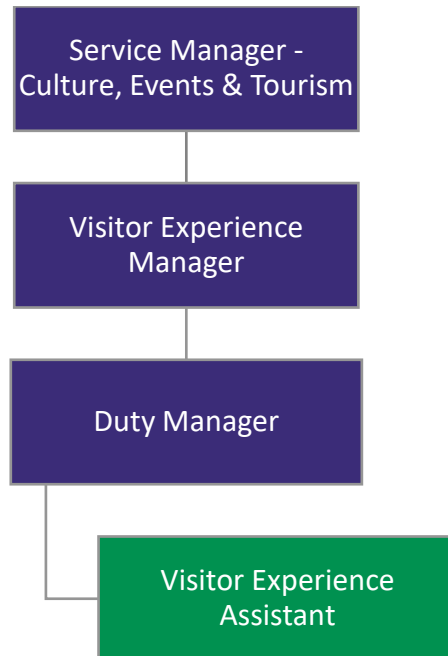 Service Manager -
Culture, Events & Tourism
Visitor Experience
Manager
Duty Manager
Visitor Experience
Assistant